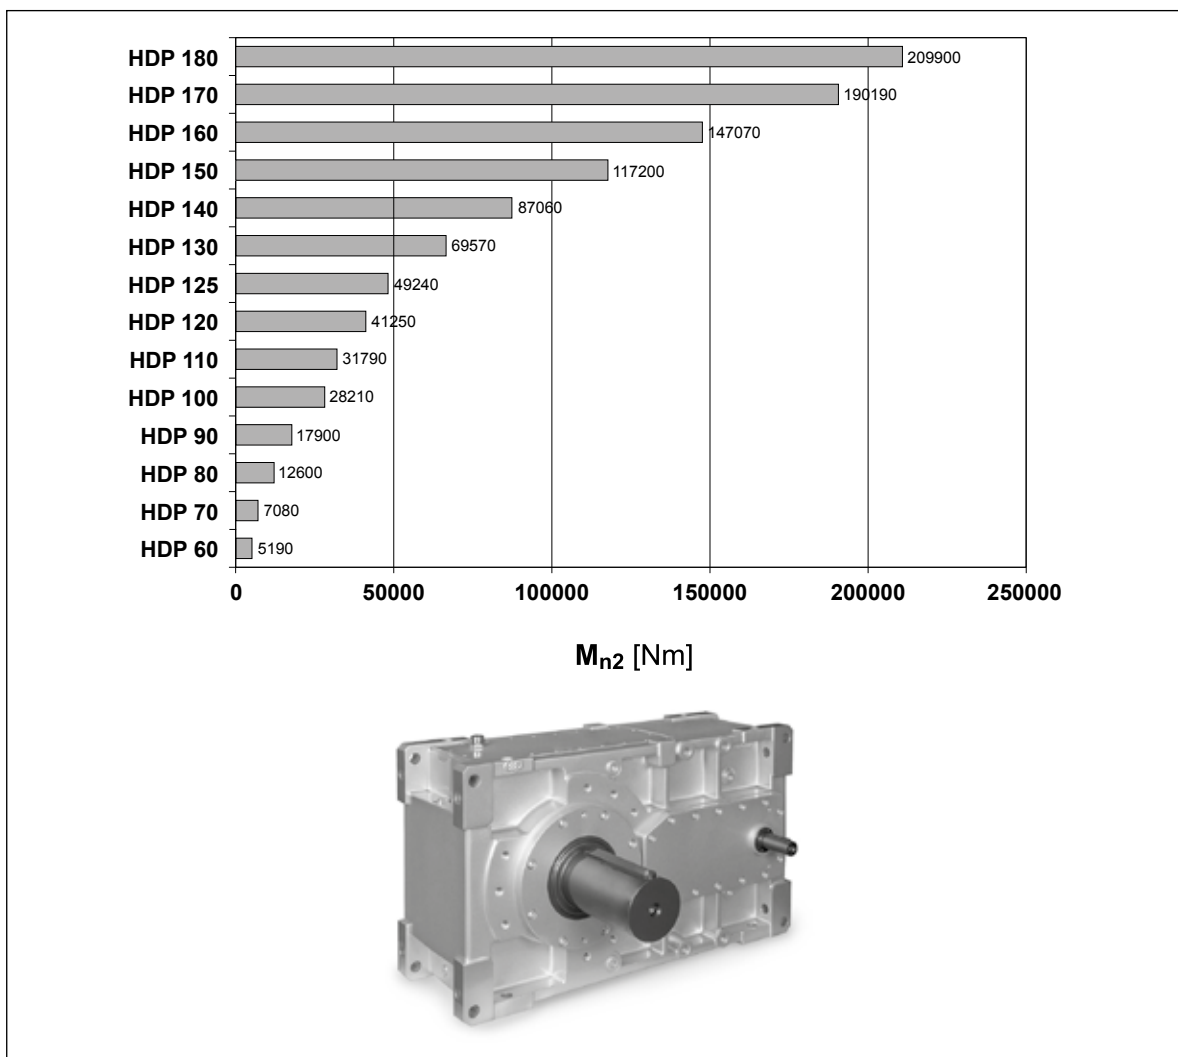 HDP 180 209900
HDP 170 190190
HDP 160 147070
HDP 150 117200
HDP 140 87060
HDP 130 69570
HDP 125 49240
HDP 120 41250
HDP 110 31790
HDP 100 28210
HDP 90 17900
HDP 80 12600
HDP 70 7080
HDP 60 5190
0 50000 100000 150000 200000 250000
Mn2 [Nm]